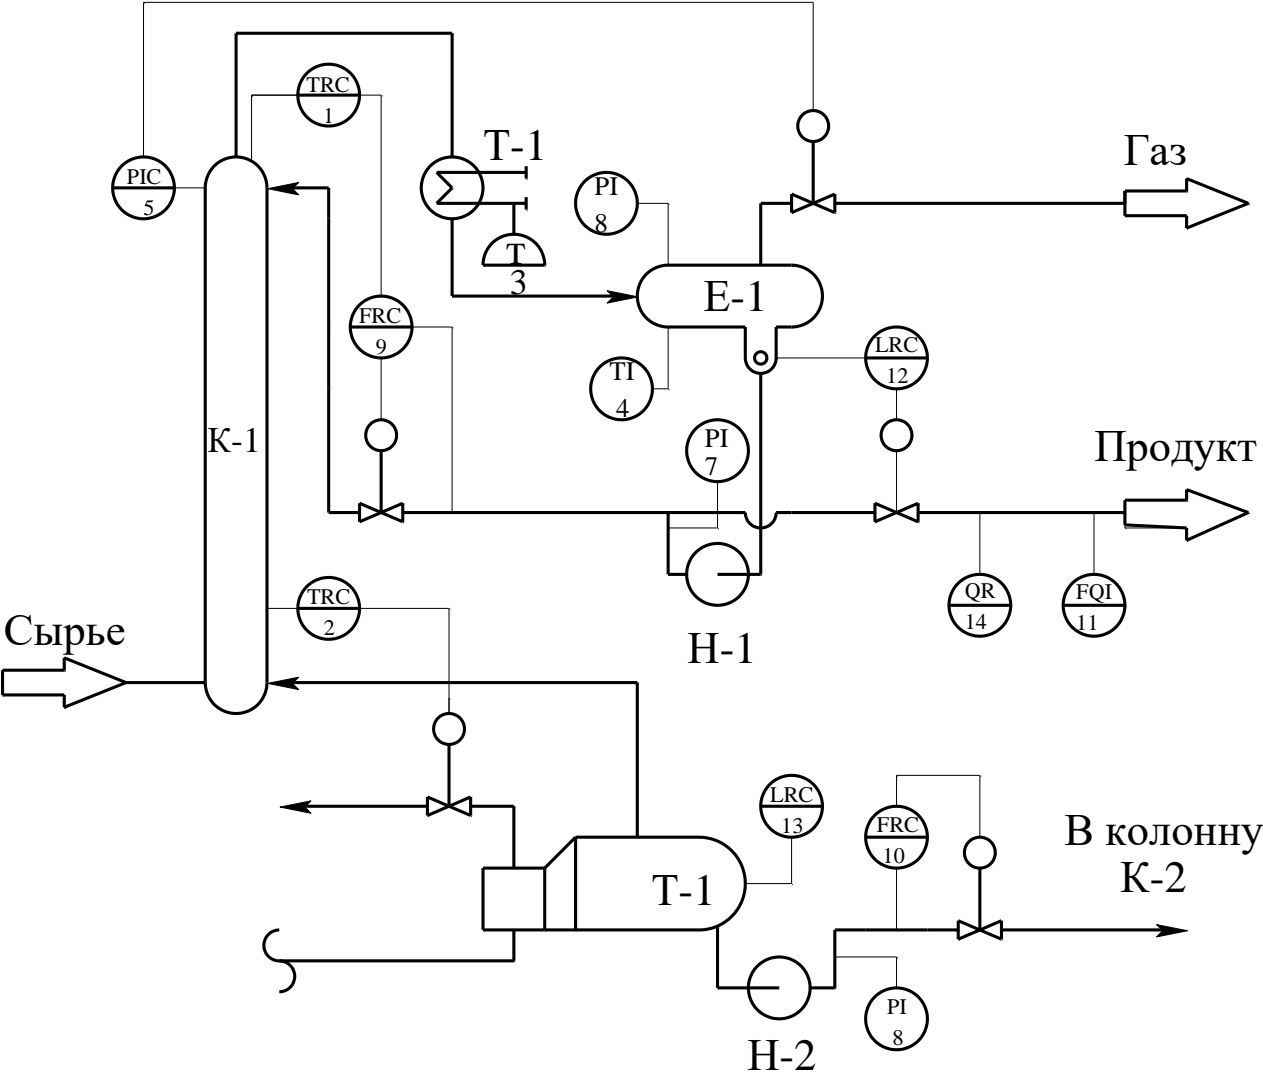 TRC
1
Т-1
Газ
PIC
5
PI
8
T
3
E-1
FRC
9
LRC
12
TI
4
К-1
PI
7
Продукт
TRC
2
QR
14
FQI
11
Сырье
Н-1
LRC
13
FRC
10
В колонну
К-2
Т-1
PI
8
Н-2